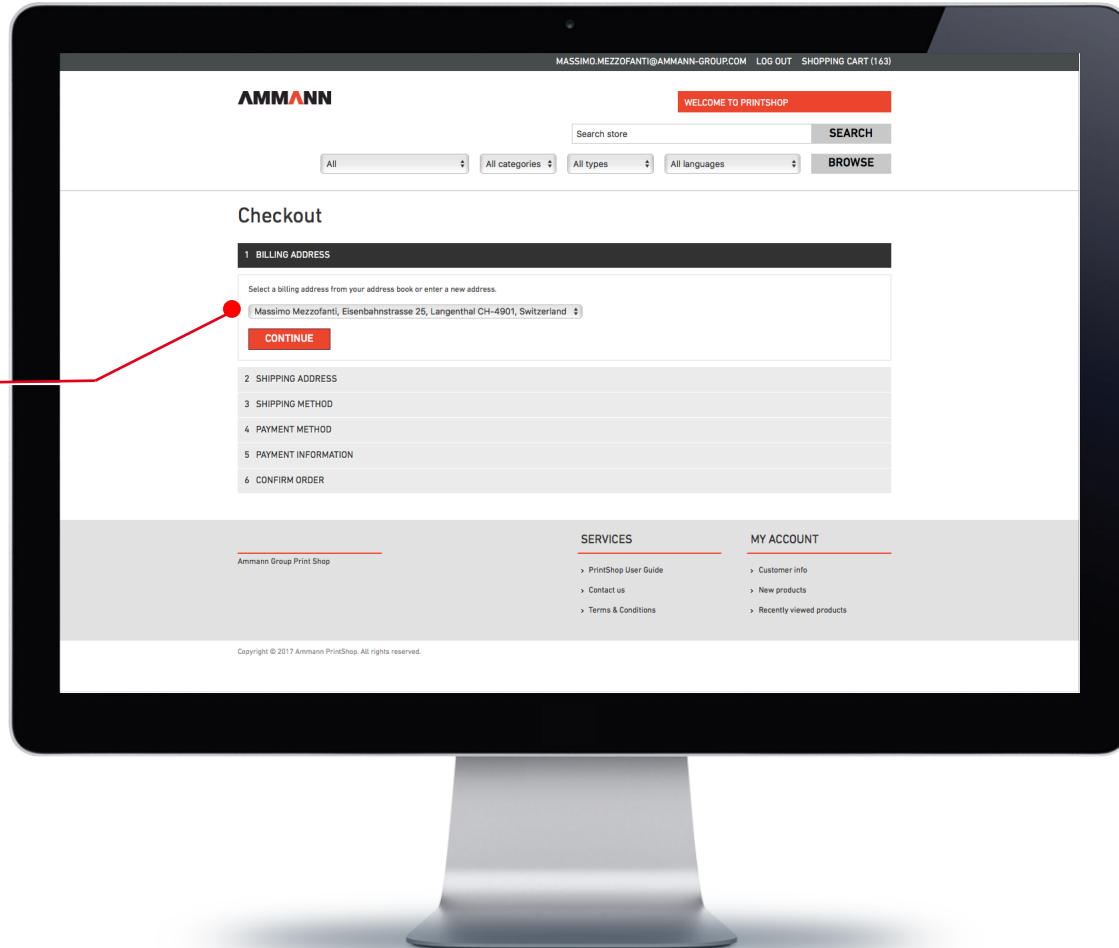 MASSIMO.MEZZOFANTI@AMMANN-GROUP.COM LOG OUT SHOPPING CART (163)
AMMANN
WELCOME TO PRINTSHOP
Search store SEARCH
All All categories All types All languages BROWSE
Checkout
1 BILLING ADDRESS
Select a billing address from your address book or enter a new address.
Massimo Mezzofanti, Eisenbahnstrasse 25, Langenthal CH-4901, Switzerland
CONTINUE
2 SHIPPING ADDRESS
3 SHIPPING METHOD
4 PAYMENT METHOD
5 PAYMENT INFORMATION
6 CONFIRM ORDER
SERVICES MY ACCOUNT
Ammann Group Print Shop
› PrintShop User Guide › Customer info
› Contact us › New products
› Terms & Conditions › Recently viewed products
Copyright © 2017 Ammann PrintShop. All rights reserved.